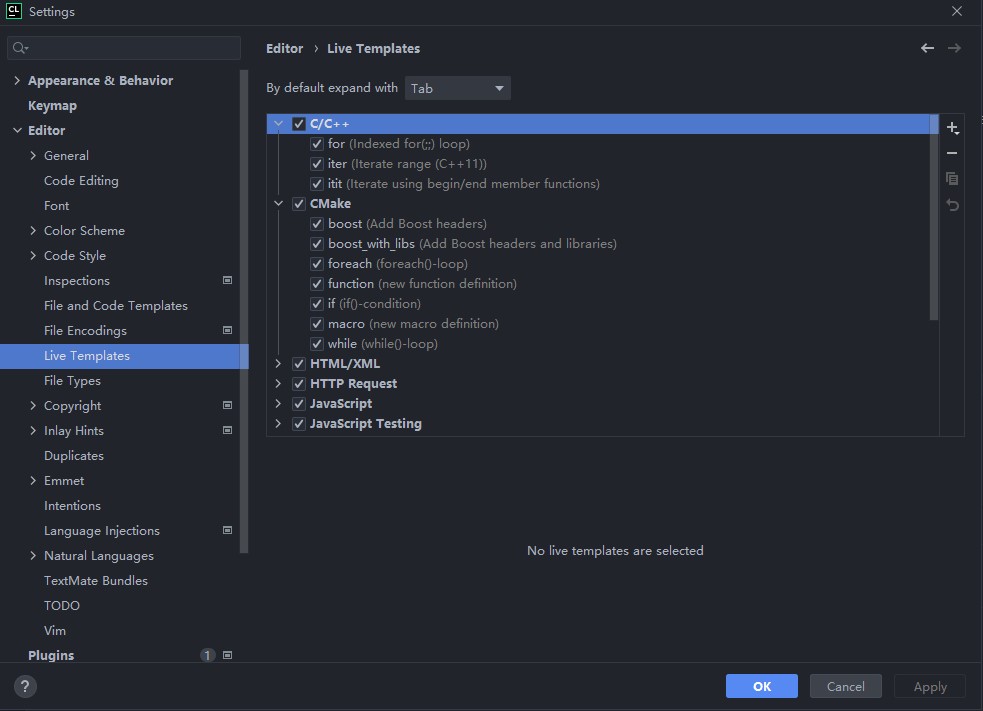 CL Settings
Editor › Live Templates
By default expand with Tab
Appearance & Behavior
Keymap
Editor
General
Code Editing
Font
Color Scheme
Code Style
Inspections
File and Code Templates
File Encodings
Live Templates
File Types
Copyright
Inlay Hints
Duplicates
Emmet
Intentions
Language Injections
Natural Languages
TextMate Bundles
TODO
Vim
Plugins 1
C/C++
for (Indexed for(;;) loop)
iter (Iterate range (C++11))
itit (Iterate using begin/end member functions)
CMake
boost (Add Boost headers)
boost_with_libs (Add Boost headers and libraries)
foreach (foreach()-loop)
function (new function definition)
if (if()-condition)
macro (new macro definition)
while (while()-loop)
HTML/XML
HTTP Request
JavaScript
JavaScript Testing
No live templates are selected
?
OK
Cancel
Apply